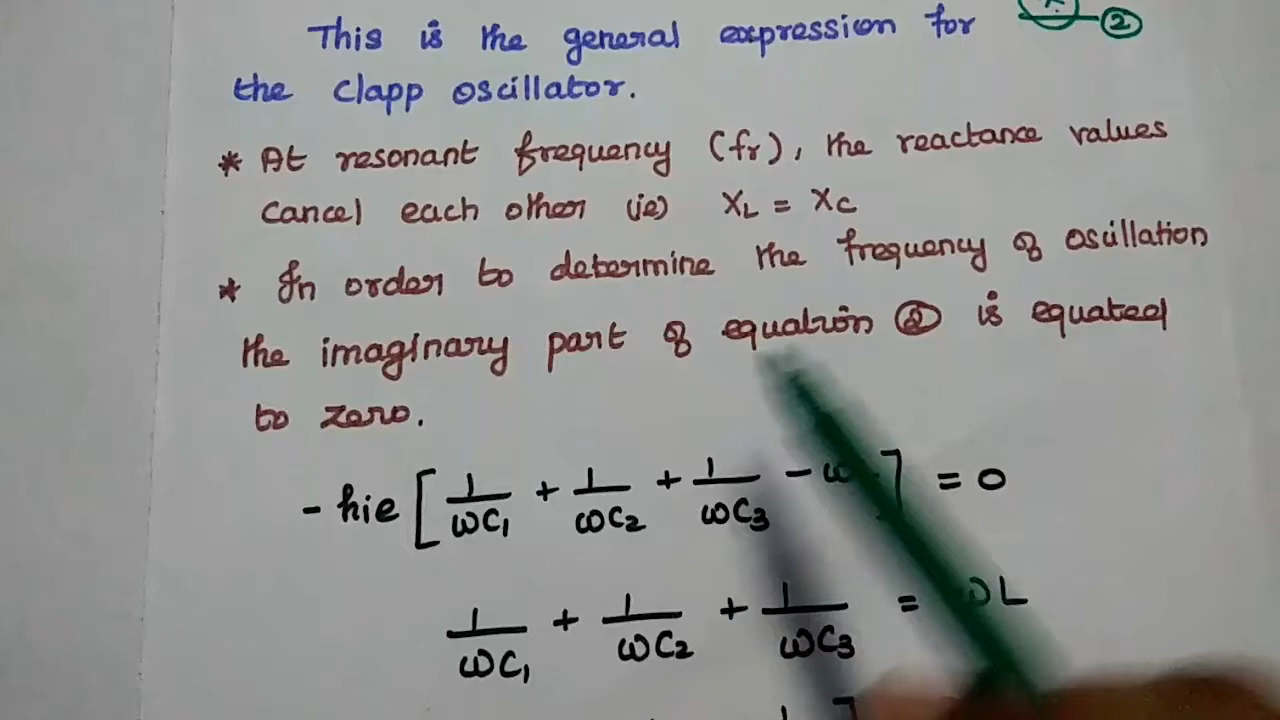 This is the general expression for ②
the clapp oscillator.
* At resonant frequency (fr), the reactance values
cancel each other (ie) XL = XC
* In order to determine the frequency of oscillation
the imaginary part of equation ② is equated
to zero.
- hie [ 1/ωC1 + 1/ωC2 + 1/ωC3 - ω ] = 0
1/ωC1 + 1/ωC2 + 1/ωC3 = ωL